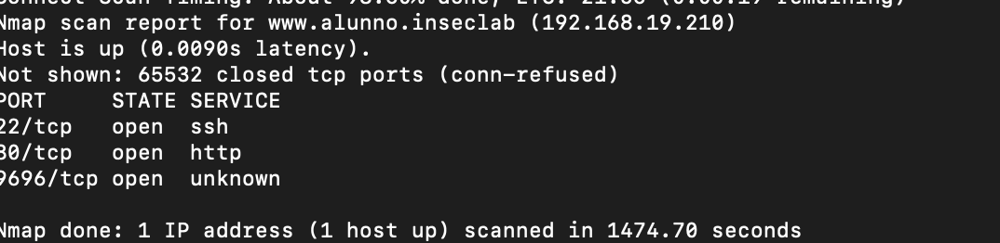 Nmap scan report for www.alunno.inseclab (192.168.19.210)
Host is up (0.0090s latency).
Not shown: 65532 closed tcp ports (conn-refused)
PORT     STATE SERVICE
22/tcp   open  ssh
80/tcp   open  http
9696/tcp open  unknown
Nmap done: 1 IP address (1 host up) scanned in 1474.70 seconds